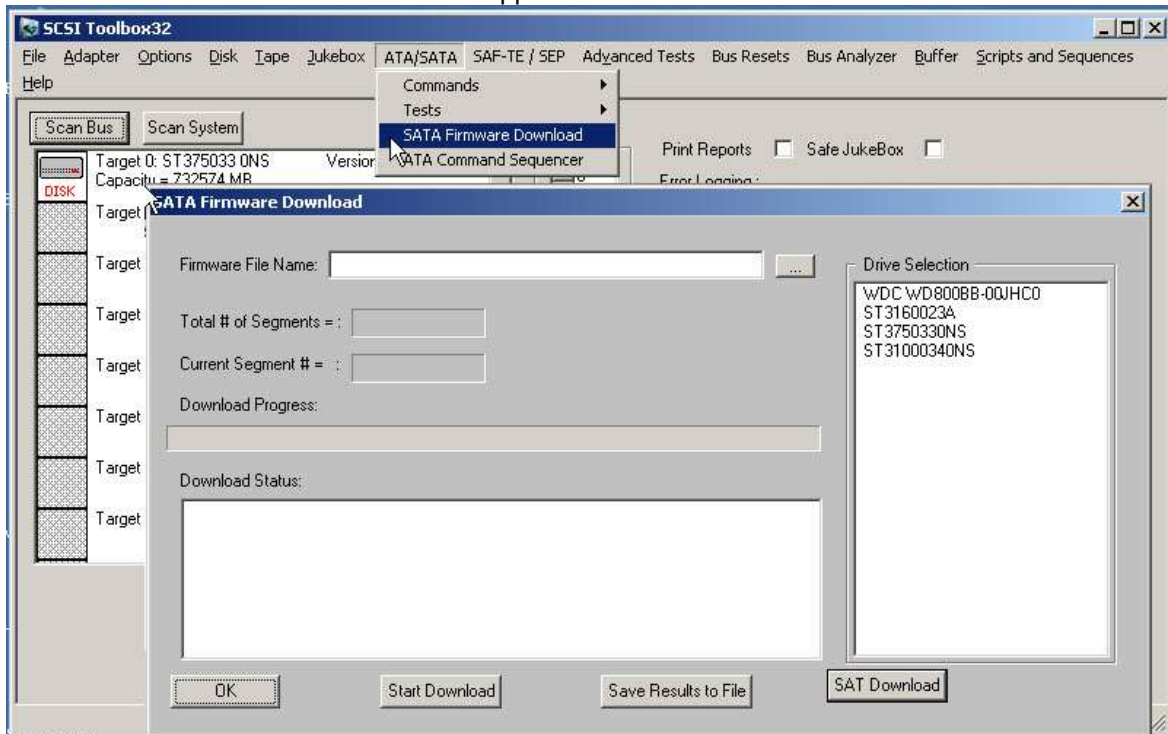 SCSI Toolbox32
File Adapter Options Disk Tape Jukebox ATA/SATA SAF-TE / SEP Advanced Tests Bus Resets Bus Analyzer Buffer Scripts and Sequences
Help
Commands
Tests
SATA Firmware Download
ATA Command Sequencer
Scan Bus Scan System
Print Reports Safe JukeBox
Error Logging :
DISK
Target 0: ST375033 0NS Version
Capacity = 732574 MB
Target
Target
Target
Target
Target
Target
Target
SATA Firmware Download
Firmware File Name: ...
Total # of Segments = :
Current Segment # = :
Download Progress:
Download Status:
Drive Selection
WDC WD800BB-00JHC0
ST3160023A
ST3750330NS
ST31000340NS
OK Start Download Save Results to File SAT Download